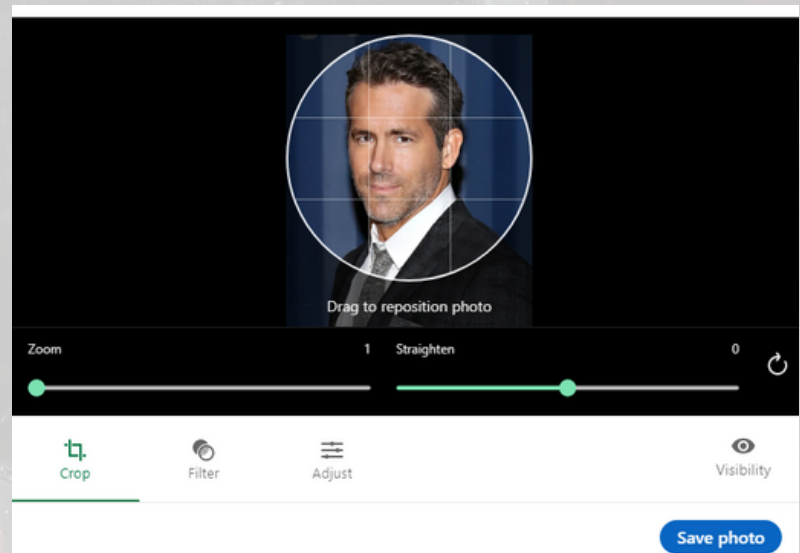 Drag to reposition photo
Zoom 1 Straighten 0
Crop Filter Adjust Visibility
Save photo